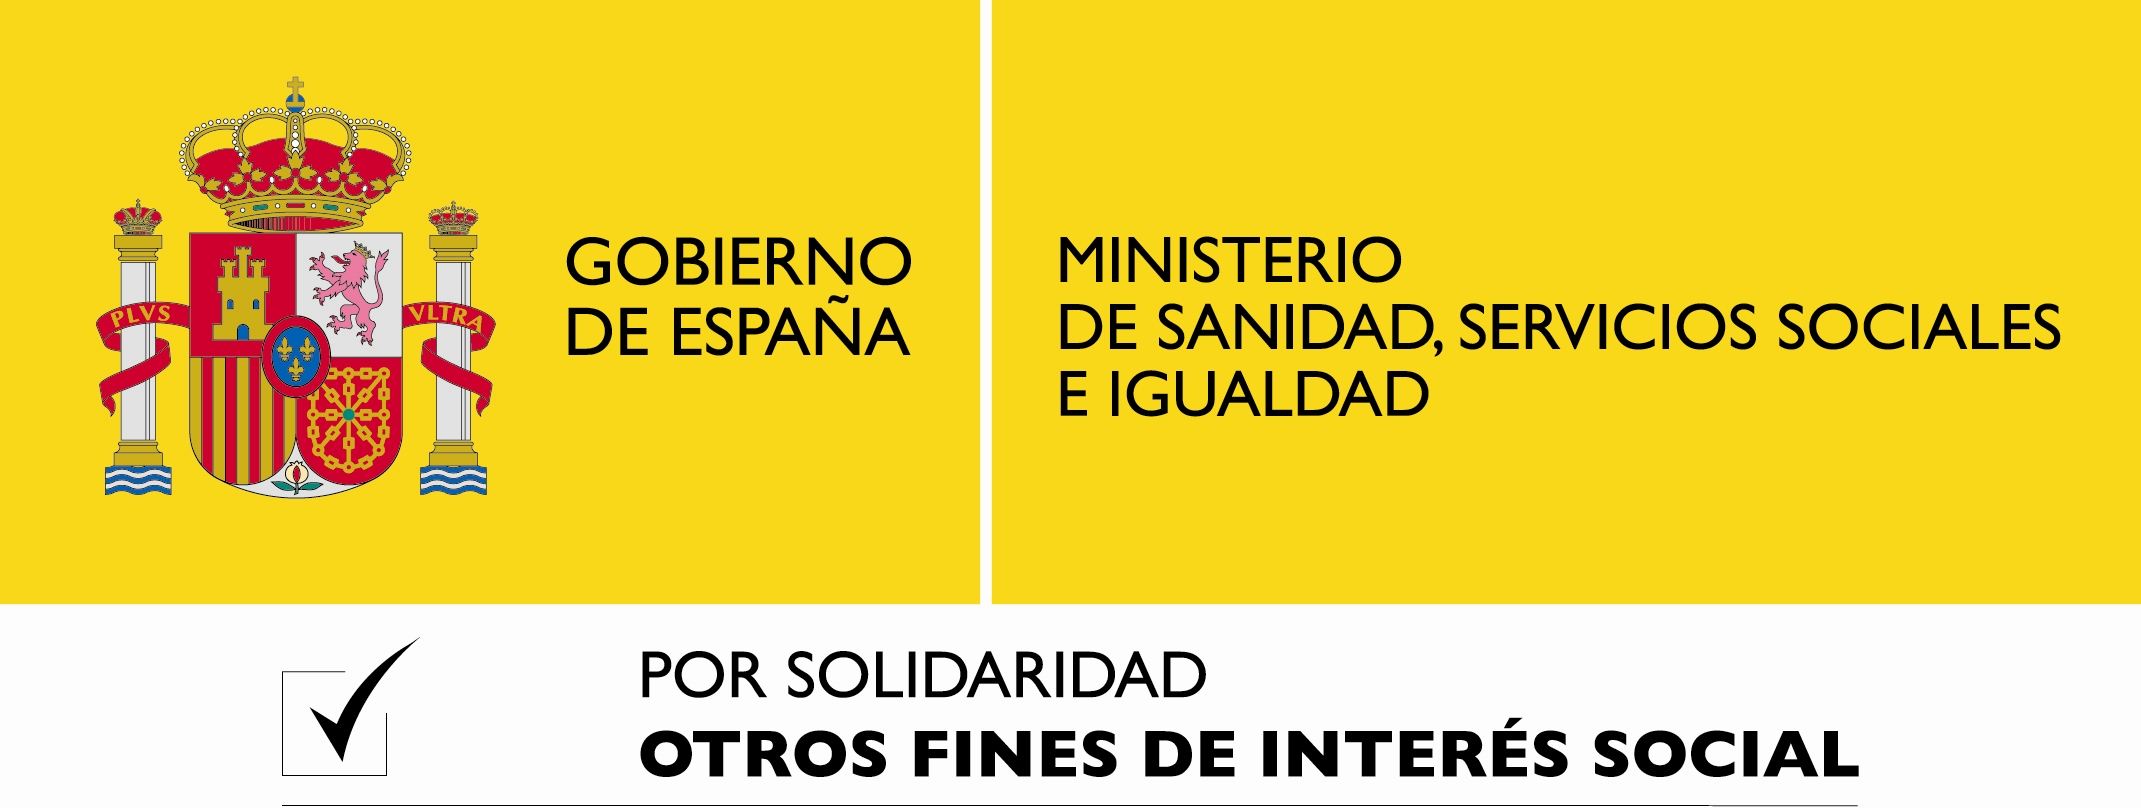 PLVS
VLTRA
GOBIERNO
DE ESPAÑA
MINISTERIO
DE SANIDAD, SERVICIOS SOCIALES
E IGUALDAD
POR SOLIDARIDAD
OTROS FINES DE INTERÉS SOCIAL